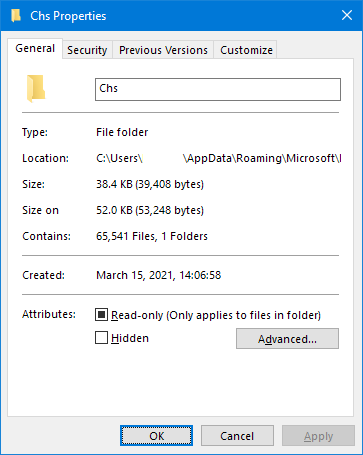 Chs Properties
General Security Previous Versions Customize
Chs
Type: File folder
Location: C:\Users\ \AppData\Roaming\Microsoft\
Size: 38.4 KB (39,408 bytes)
Size on 52.0 KB (53,248 bytes)
Contains: 65,541 Files, 1 Folders
Created: March 15, 2021, 14:06:58
Attributes: Read-only (Only applies to files in folder)
Hidden Advanced...
OK Cancel Apply